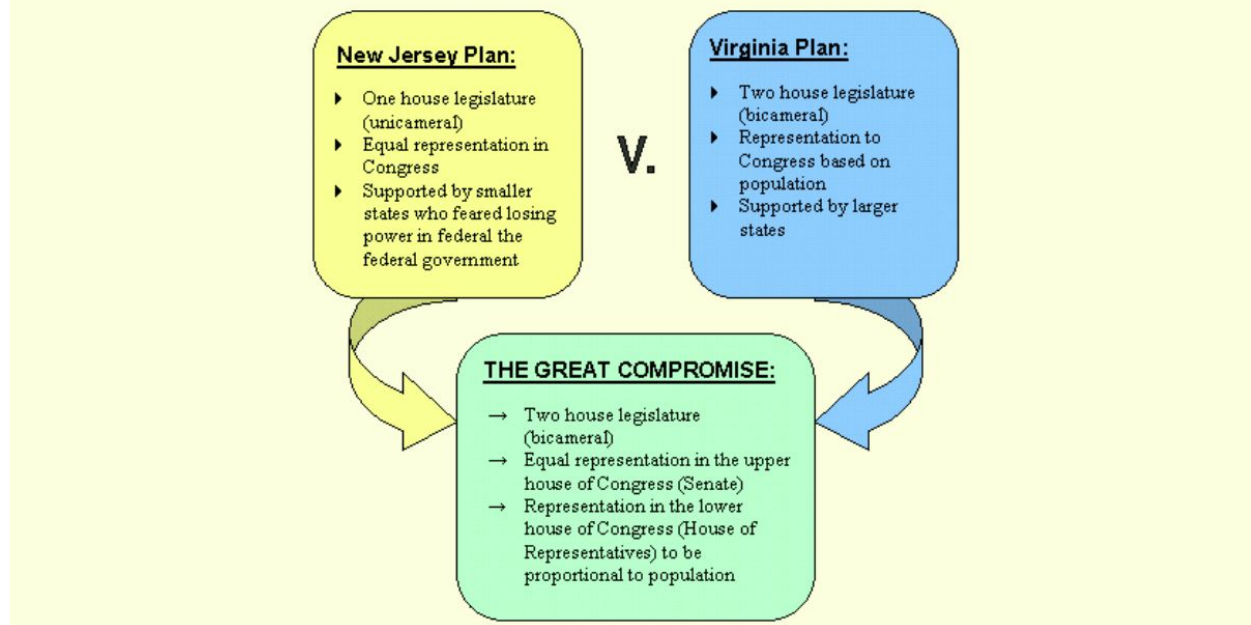 New Jersey Plan:
One house legislature
(unicameral)
Equal representation in
Congress
Supported by smaller
states who feared losing
power in federal the
federal government
V.
Virginia Plan:
Two house legislature
(bicameral)
Representation to
Congress based on
population
Supported by larger
states
THE GREAT COMPROMISE:
→ Two house legislature
(bicameral)
→ Equal representation in the upper
house of Congress (Senate)
→ Representation in the lower
house of Congress (House of
Representatives) to be
proportional to population